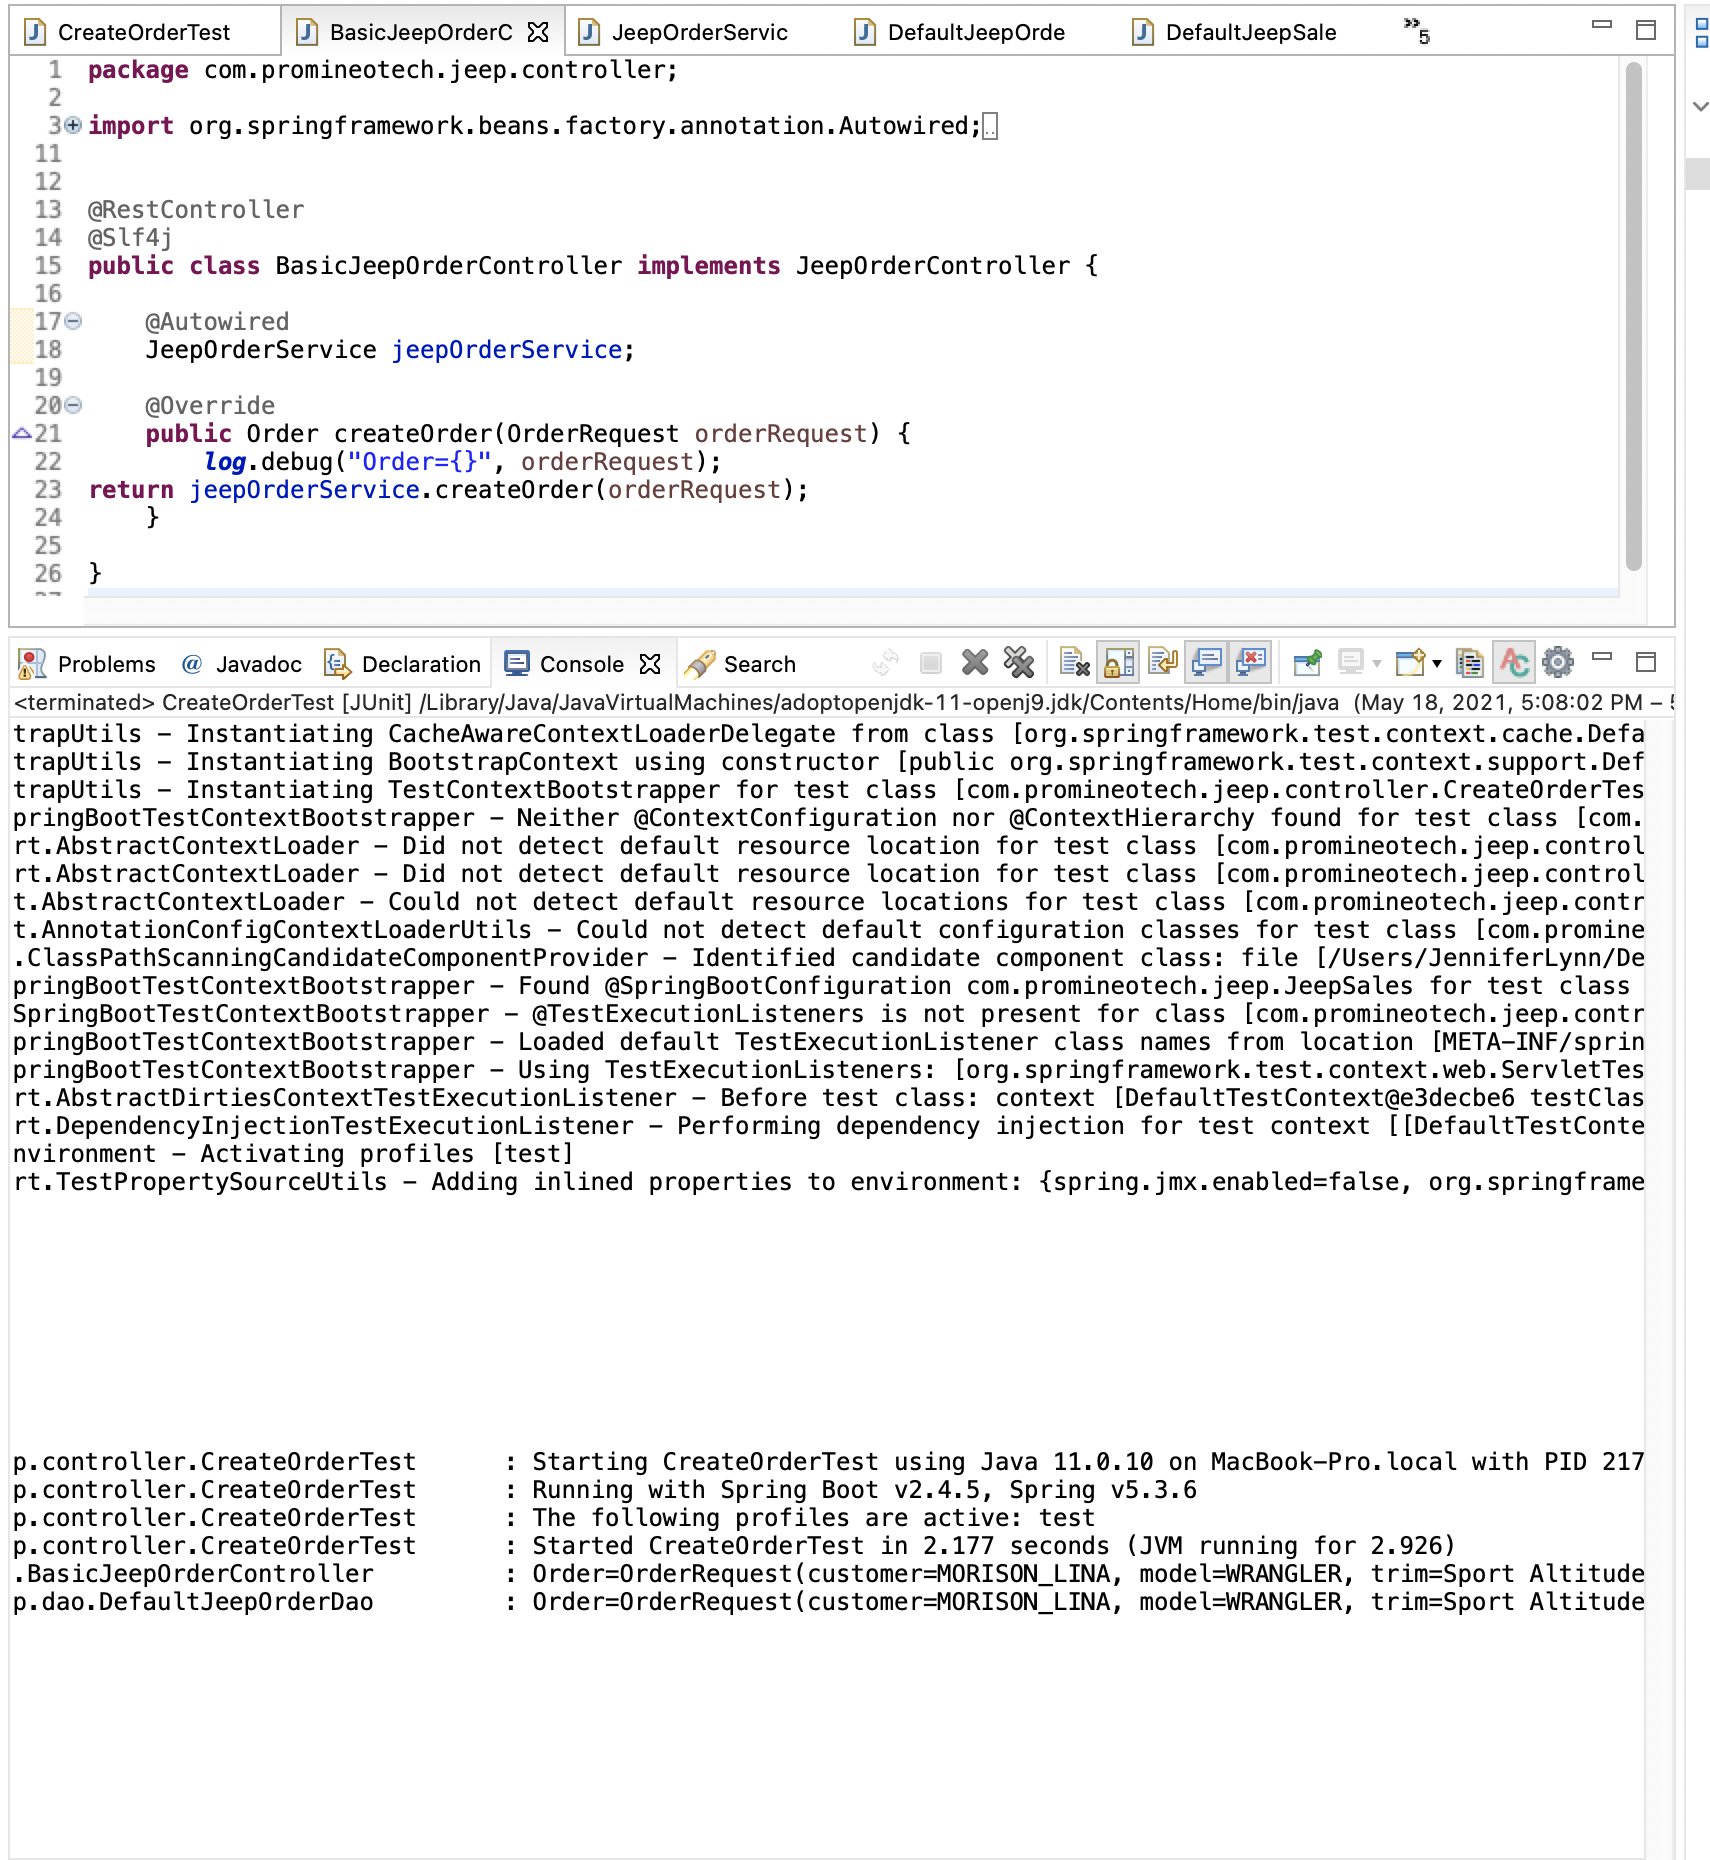 CreateOrderTest
BasicJeepOrderC
JeepOrderServic
DefaultJeepOrde
DefaultJeepSale
5
1 package com.promineotech.jeep.controller;
2
3 import org.springframework.beans.factory.annotation.Autowired;
11
12
13 @RestController
14 @Slf4j
15 public class BasicJeepOrderController implements JeepOrderController {
16
17 @Autowired
18 JeepOrderService jeepOrderService;
19
20 @Override
21 public Order createOrder(OrderRequest orderRequest) {
22 log.debug("Order={}", orderRequest);
23 return jeepOrderService.createOrder(orderRequest);
24 }
25
26 }
Problems @ Javadoc Declaration Console Search
<terminated> CreateOrderTest [JUnit] /Library/Java/JavaVirtualMachines/adoptopenjdk-11-openj9.jdk/Contents/Home/bin/java (May 18, 2021, 5:08:02 PM – 5
trapUtils – Instantiating CacheAwareContextLoaderDelegate from class [org.springframework.test.context.cache.Defa
trapUtils – Instantiating BootstrapContext using constructor [public org.springframework.test.context.support.Def
trapUtils – Instantiating TestContextBootstrapper for test class [com.promineotech.jeep.controller.CreateOrderTes
pringBootTestContextBootstrapper – Neither @ContextConfiguration nor @ContextHierarchy found for test class [com.
rt.AbstractContextLoader – Did not detect default resource location for test class [com.promineotech.jeep.control
rt.AbstractContextLoader – Did not detect default resource location for test class [com.promineotech.jeep.control
t.AbstractContextLoader – Could not detect default resource locations for test class [com.promineotech.jeep.contr
t.AnnotationConfigContextLoaderUtils – Could not detect default configuration classes for test class [com.promine
.ClassPathScanningCandidateComponentProvider – Identified candidate component class: file [/Users/JenniferLynn/De
pringBootTestContextBootstrapper – Found @SpringBootConfiguration com.promineotech.jeep.JeepSales for test class
SpringBootTestContextBootstrapper – @TestExecutionListeners is not present for class [com.promineotech.jeep.contr
pringBootTestContextBootstrapper – Loaded default TestExecutionListener class names from location [META-INF/sprin
pringBootTestContextBootstrapper – Using TestExecutionListeners: [org.springframework.test.context.web.ServletTes
rt.AbstractDirtiesContextTestExecutionListener – Before test class: context [DefaultTestContext@e3decbe6 testClas
rt.DependencyInjectionTestExecutionListener – Performing dependency injection for test context [[DefaultTestConte
nvironment – Activating profiles [test]
rt.TestPropertySourceUtils – Adding inlined properties to environment: {spring.jmx.enabled=false, org.springframe
p.controller.CreateOrderTest : Starting CreateOrderTest using Java 11.0.10 on MacBook-Pro.local with PID 217
p.controller.CreateOrderTest : Running with Spring Boot v2.4.5, Spring v5.3.6
p.controller.CreateOrderTest : The following profiles are active: test
p.controller.CreateOrderTest : Started CreateOrderTest in 2.177 seconds (JVM running for 2.926)
.BasicJeepOrderController : Order=OrderRequest(customer=MORISON_LINA, model=WRANGLER, trim=Sport Altitude
p.dao.DefaultJeepOrderDao : Order=OrderRequest(customer=MORISON_LINA, model=WRANGLER, trim=Sport Altitude